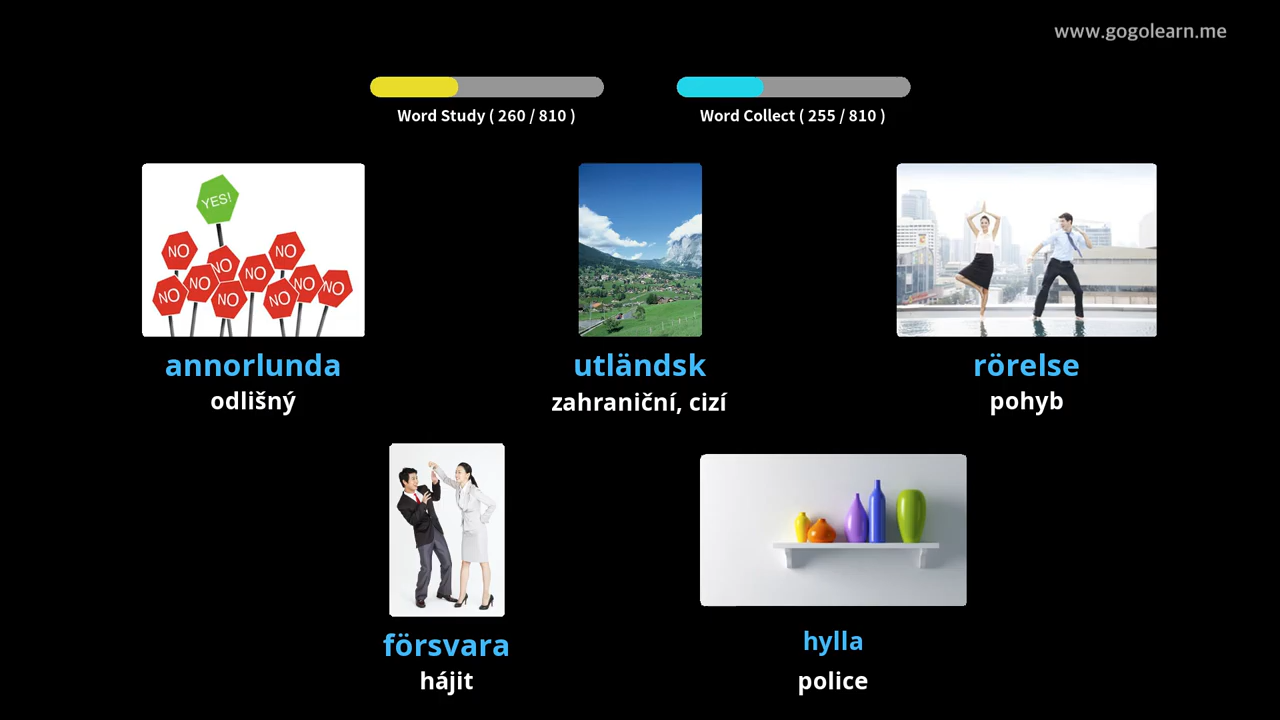 www.gogolearn.me
Word Study ( 260 / 810 )
Word Collect ( 255 / 810 )
YES!
NO
NO
NO
NO
NO
NO
NO
NO
NO
NO
annorlunda
odlišný
utländsk
zahraniční, cizí
rörelse
pohyb
försvara
hájit
hylla
police